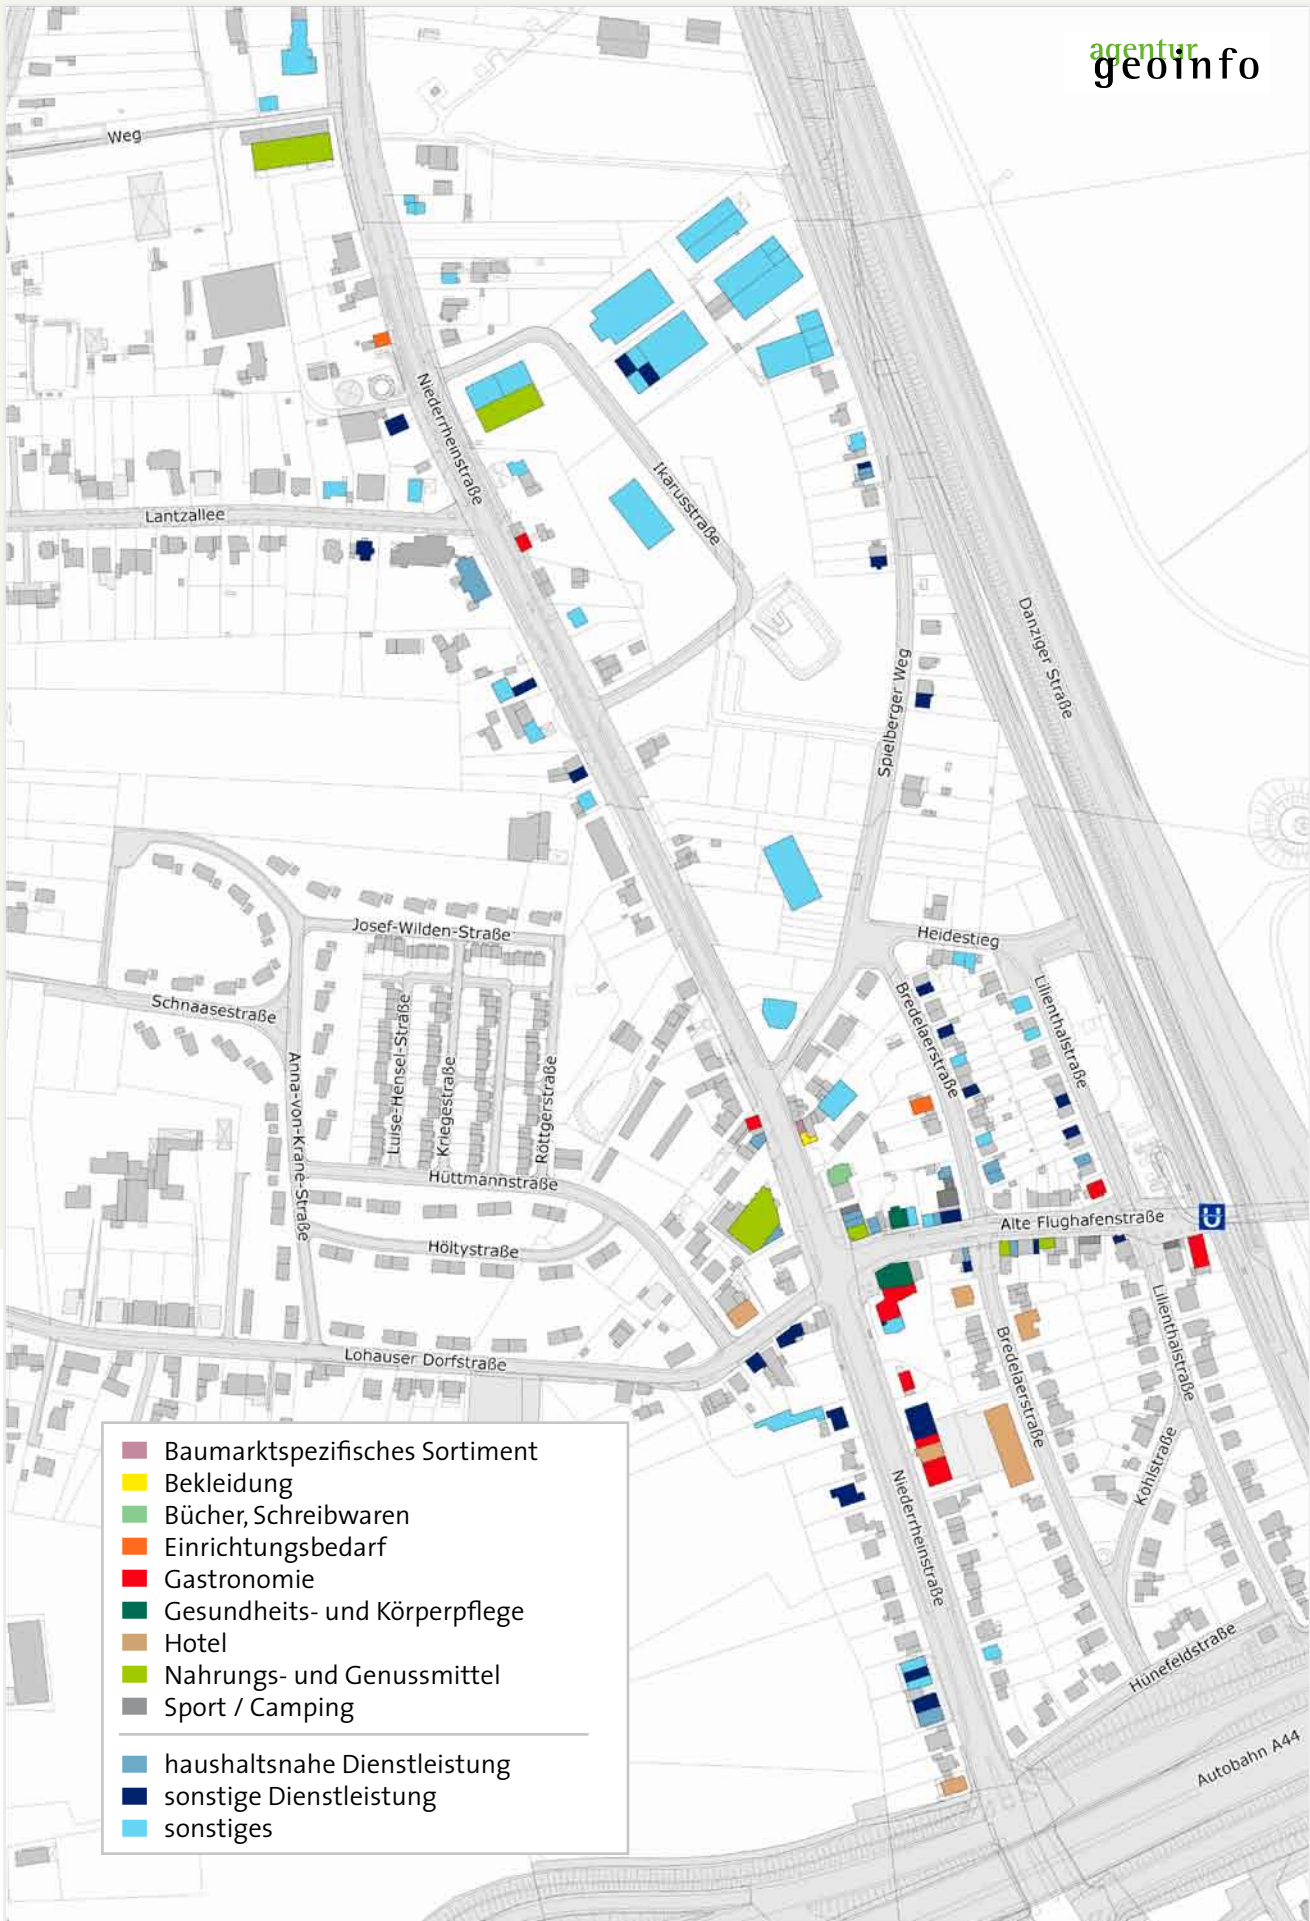 agentur
geoinfo
Weg
Niederrheinstraße
Lantzallee
Ikarusstraße
Danziger Straße
Spielberger Weg
Josef-Wilden-Straße
Heidestieg
Schnaasestraße
Bredelaerstraße
Lilienthalstraße
Luise-Hensel-Straße
Kriegestraße
Röttgerstraße
Anna-von-Krane-Straße
Hüttmannstraße
Alte Flughafenstraße
U
Höltystraße
Lohauser Dorfstraße
Lilienthalstraße
Bredelaerstraße
Köhlstraße
Niederrheinstraße
Hünefeldstraße
Autobahn A44
Baumarktspezifisches Sortiment
Bekleidung
Bücher, Schreibwaren
Einrichtungsbedarf
Gastronomie
Gesundheits- und Körperpflege
Hotel
Nahrungs- und Genussmittel
Sport / Camping
haushaltsnahe Dienstleistung
sonstige Dienstleistung
sonstiges